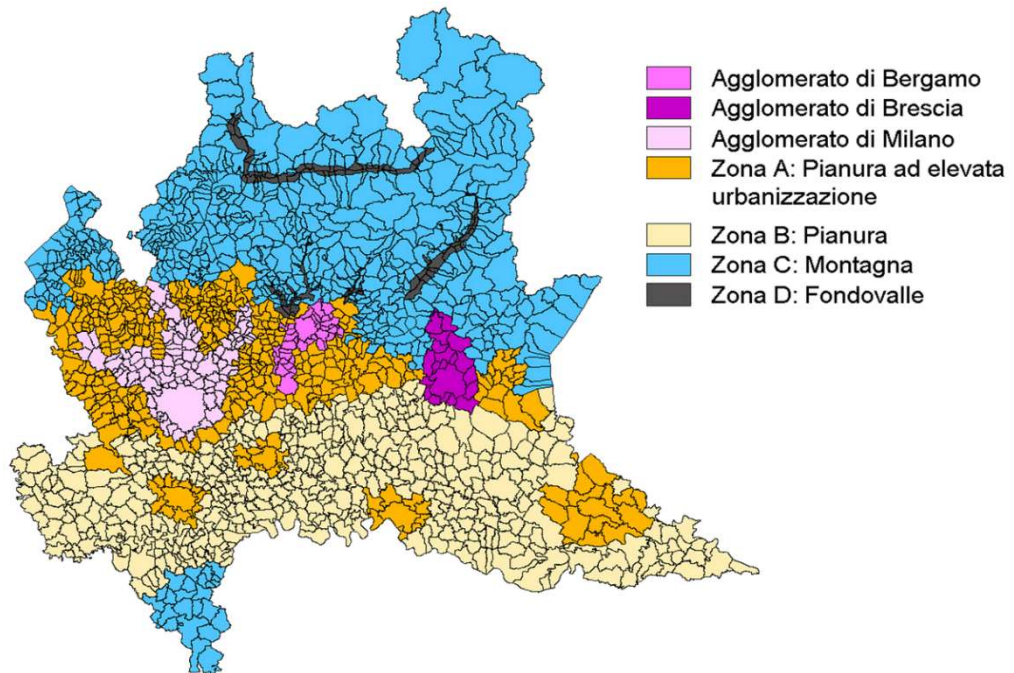 Agglomerato di Bergamo
Agglomerato di Brescia
Agglomerato di Milano
Zona A: Pianura ad elevata
urbanizzazione
Zona B: Pianura
Zona C: Montagna
Zona D: Fondovalle